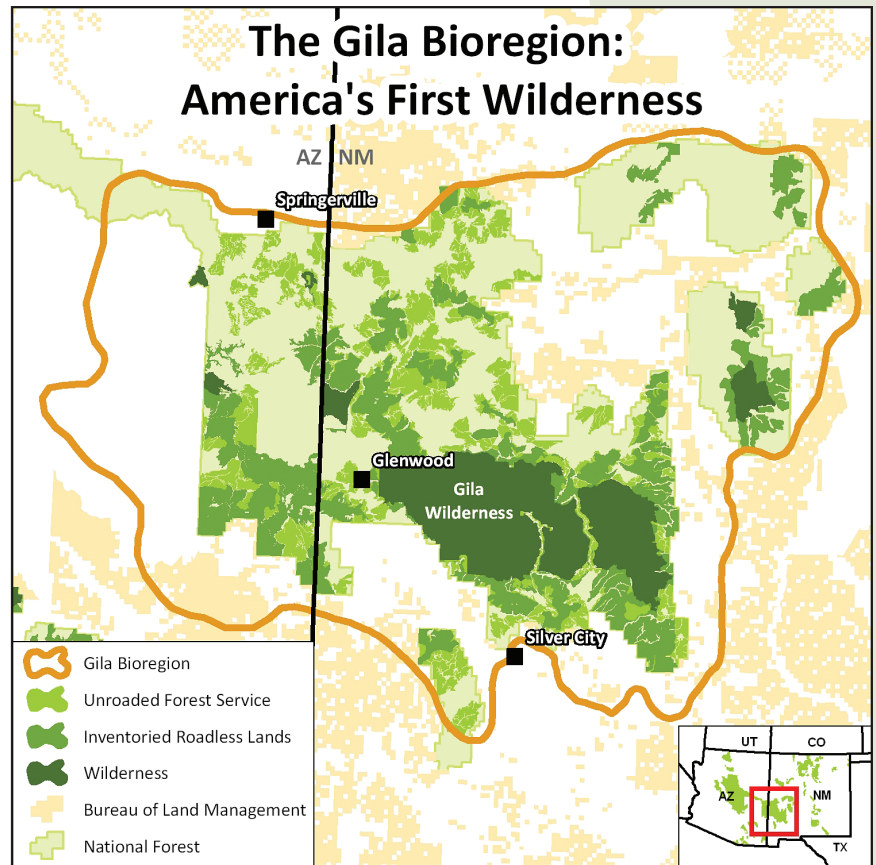 The Gila Bioregion:
America's First Wilderness
AZ NM
Springerville
Glenwood
Gila
Wilderness
Silver City
Gila Bioregion
Unroaded Forest Service
Inventoried Roadless Lands
Wilderness
Bureau of Land Management
National Forest
UT CO
AZ NM
TX